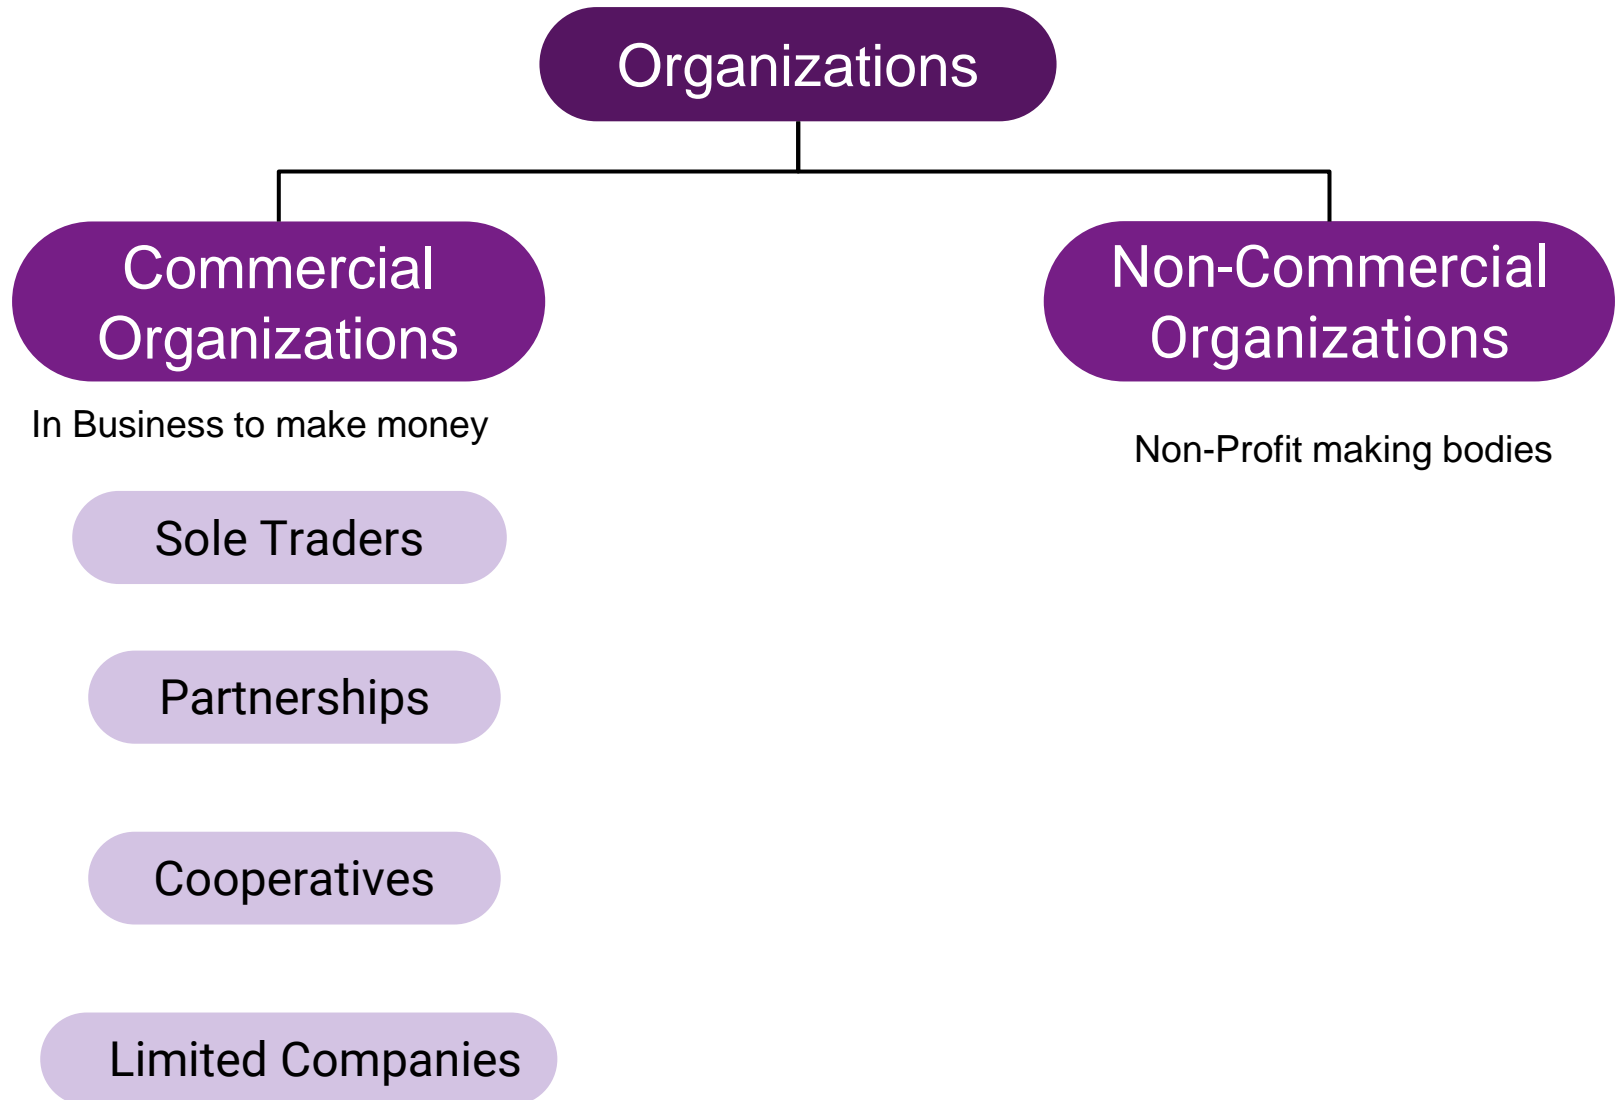 Organizations
Commercial
Organizations
In Business to make money
Sole Traders
Partnerships
Cooperatives
Limited Companies
Non-Commercial
Organizations
Non-Profit making bodies